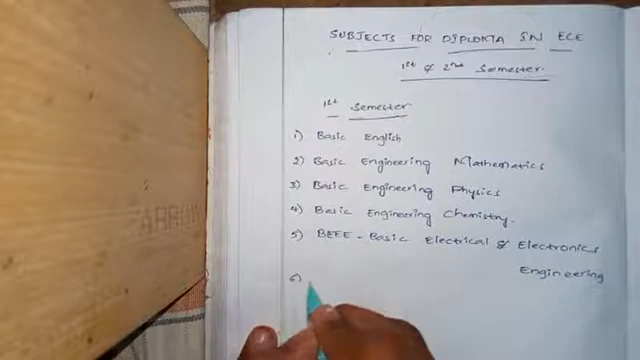 SUBJECTS FOR DIPLOMA IN ECE
1st & 2nd Semester
1st Semester
1) Basic English
2) Basic Engineering Mathematics
3) Basic Engineering Physics
4) Basic Engineering Chemistry.
5) BEEE - Basic Electrical & Electronics
Engineering
6)
ARROW